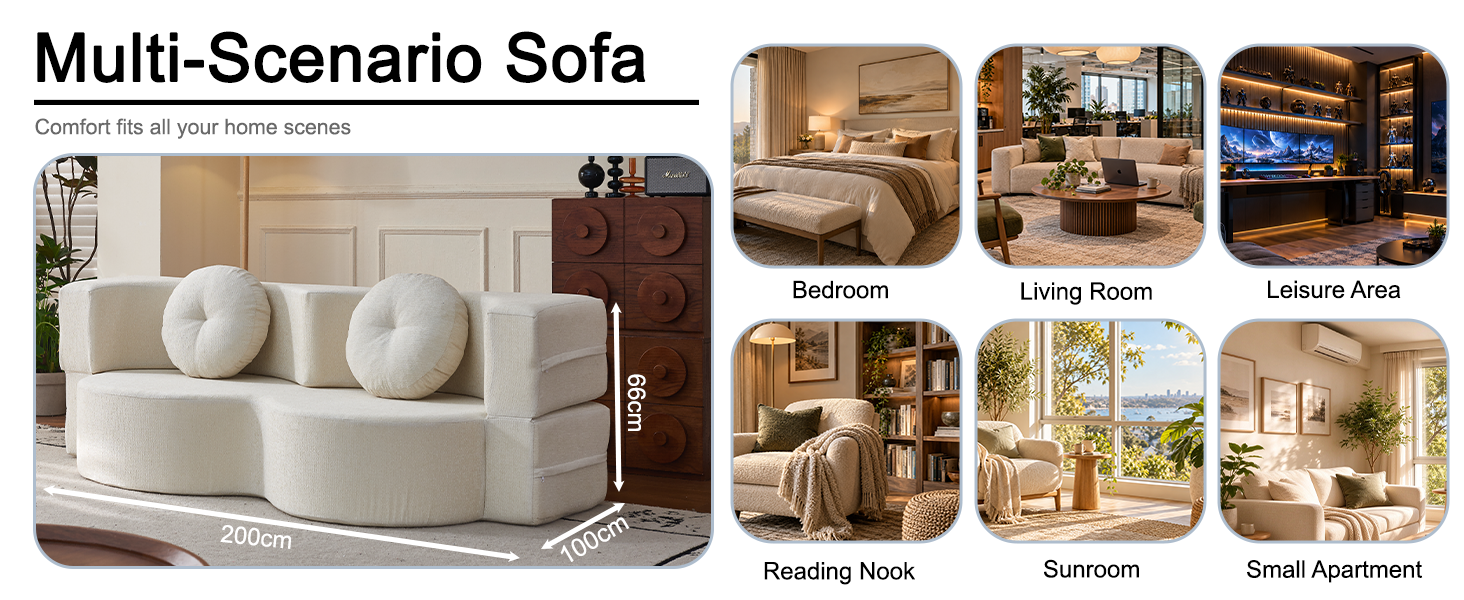 Multi-Scenario Sofa
Comfort fits all your home scenes
66cm
200cm
100cm
Bedroom
Living Room
Leisure Area
Reading Nook
Sunroom
Small Apartment